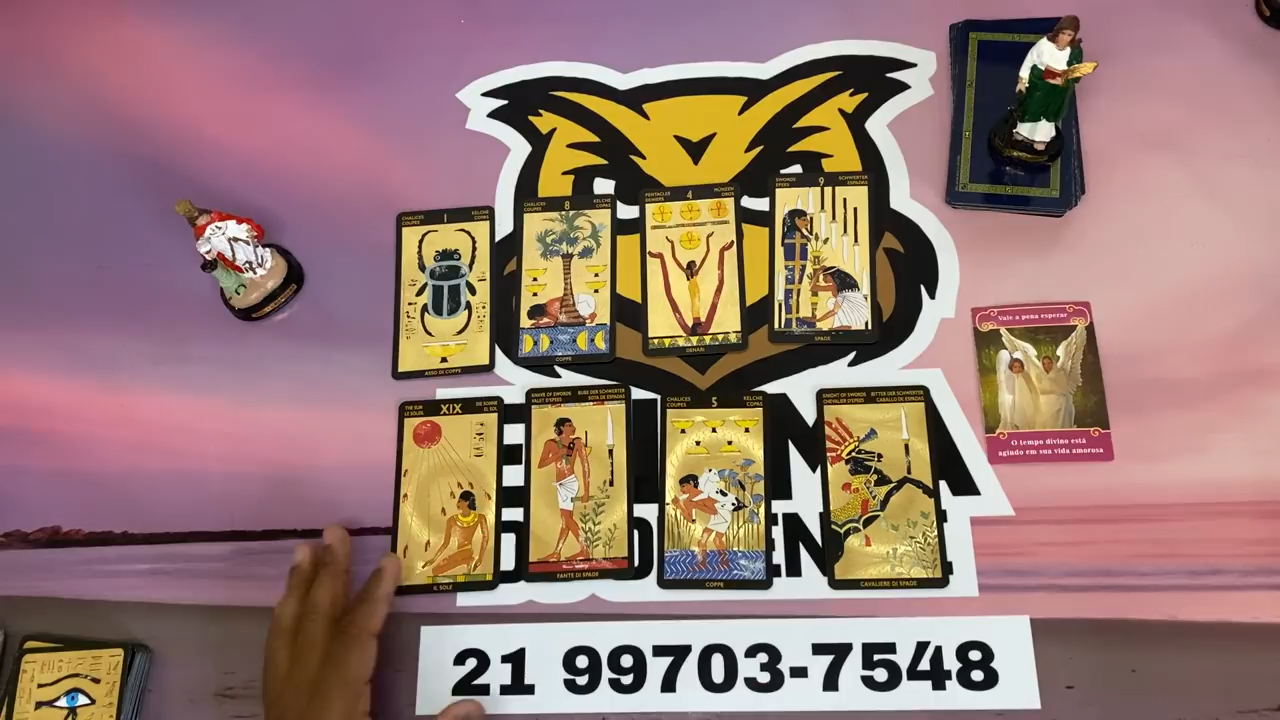 CHALICES
COUPES
I
KELCHE
COPAS
ASSO DI COPPE
CHALICES
COUPES
8
KELCHE
COPAS
COPPE
PENTACLES
DENIERS
4
MÜNZEN
OROS
DENARI
SWORDS
EPEES
9
SCHWERTER
ESPADAS
SPADE
Vale a pena esperar
O tempo divino está
agindo em sua vida amorosa
THE SUN
LE SOLEIL
XIX
DIE SONNE
EL SOL
IL SOLE
KNAVE OF SWORDS
VALET D'EPEES
BUBE DER SCHWERTER
SOTA DE ESPADAS
FANTE DI SPADE
CHALICES
COUPES
5
KELCHE
COPAS
COPPE
KNIGHT OF SWORDS
CHEVALIER D'EPEES
RITTER DER SCHWERTER
CABALLO DE ESPADAS
CAVALIERE DI SPADE
21 99703-7548